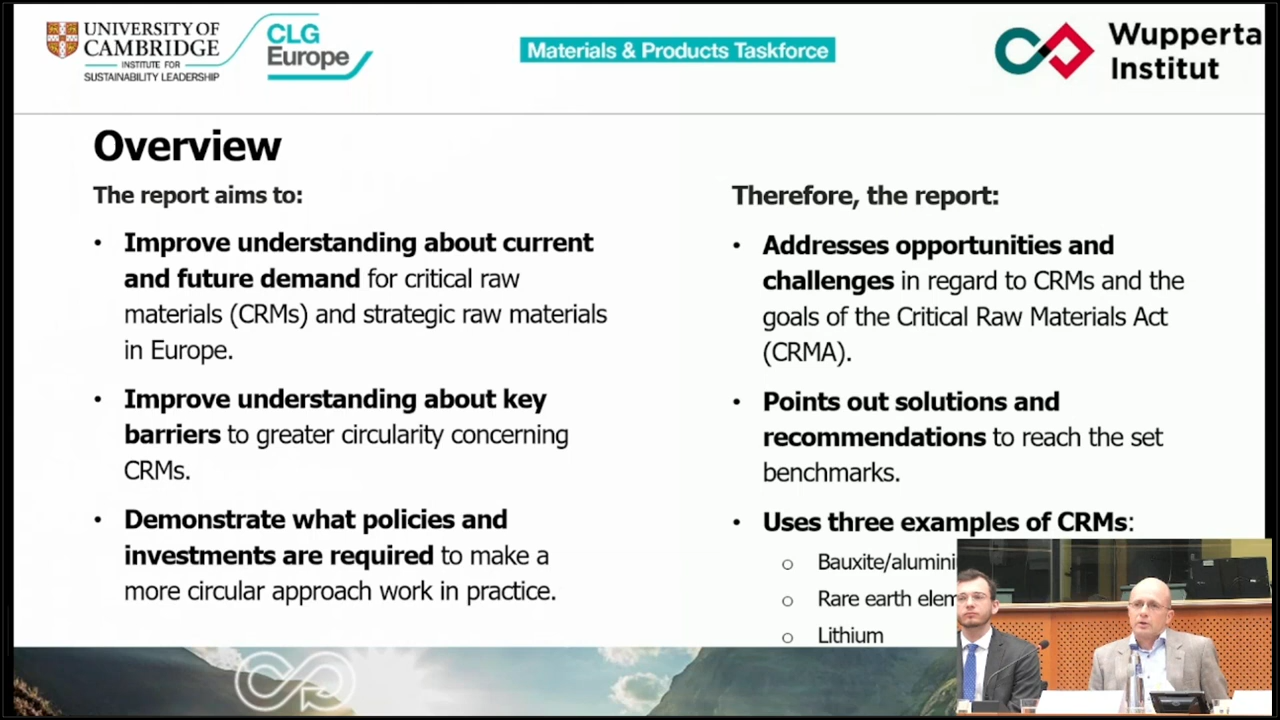 UNIVERSITY OF
CAMBRIDGE
INSTITUTE FOR
SUSTAINABILITY LEADERSHIP
CLG
Europe
Materials & Products Taskforce
Wupperta
Institut
Overview
The report aims to:
• Improve understanding about current
and future demand for critical raw
materials (CRMs) and strategic raw materials
in Europe.
• Improve understanding about key
barriers to greater circularity concerning
CRMs.
• Demonstrate what policies and
investments are required to make a
more circular approach work in practice.
Therefore, the report:
• Addresses opportunities and
challenges in regard to CRMs and the
goals of the Critical Raw Materials Act
(CRMA).
• Points out solutions and
recommendations to reach the set
benchmarks.
• Uses three examples of CRMs:
○ Bauxite/alumini
○ Rare earth elem
○ Lithium